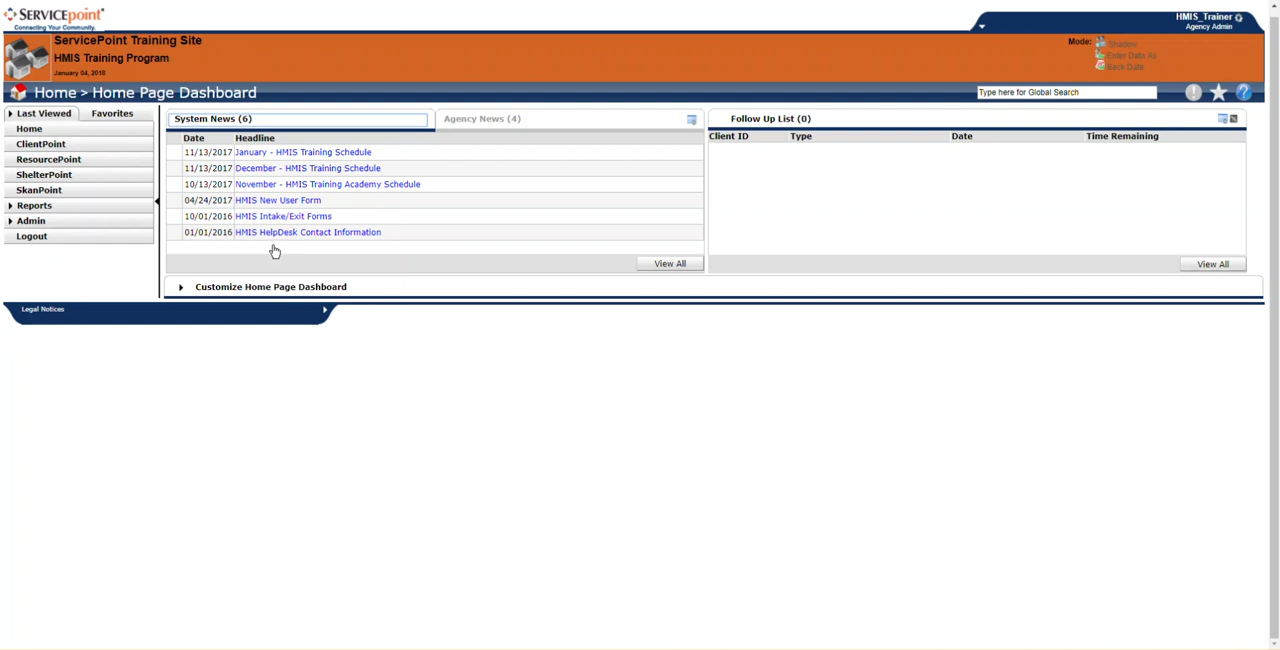 SERVICEpoint
Connecting Your Community.
HMIS_Trainer
Agency Admin
ServicePoint Training Site
HMIS Training Program
January 04, 2018
Mode: Shadow
Enter Data As
Back Date
Home > Home Page Dashboard
Type here for Global Search
Last Viewed Favorites
Home
ClientPoint
ResourcePoint
ShelterPoint
SkanPoint
Reports
Admin
Logout
System News (6) Agency News (4)
Date Headline
11/13/2017 January - HMIS Training Schedule
11/13/2017 December - HMIS Training Schedule
10/13/2017 November - HMIS Training Academy Schedule
04/24/2017 HMIS New User Form
10/01/2016 HMIS Intake/Exit Forms
01/01/2016 HMIS HelpDesk Contact Information
View All
Follow Up List (0)
Client ID Type Date Time Remaining
View All
Customize Home Page Dashboard
Legal Notices